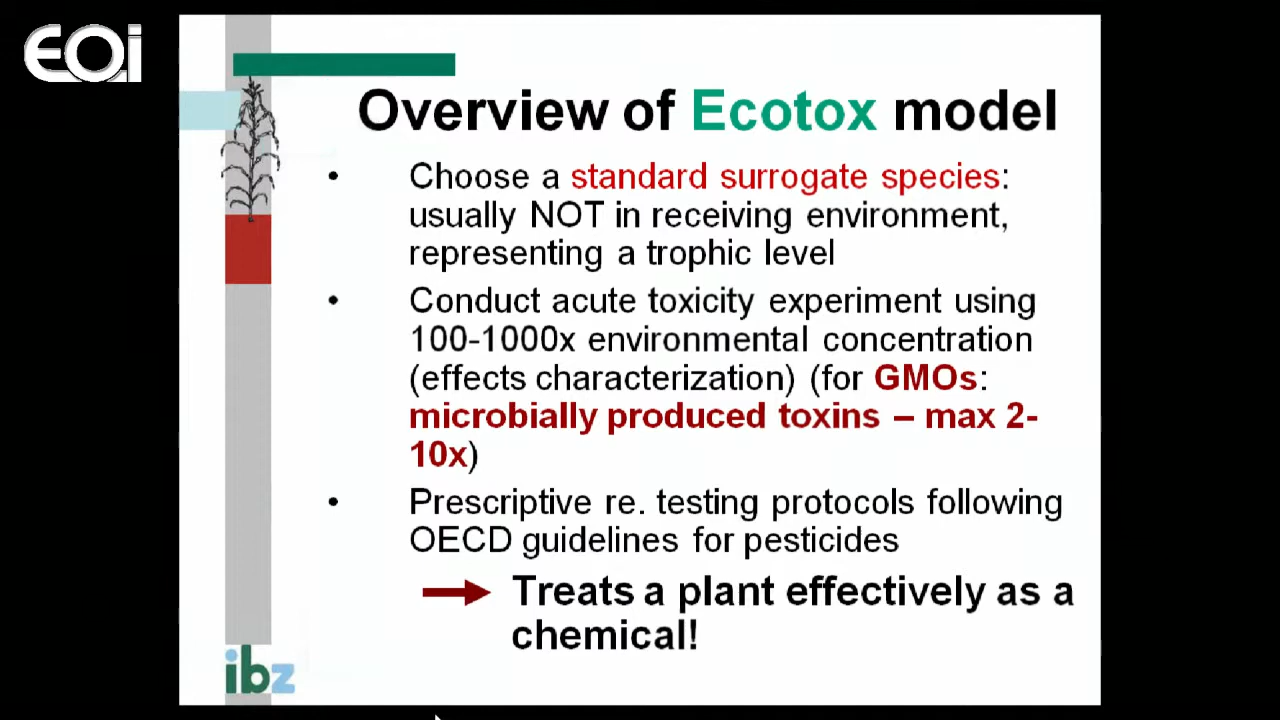 EOi
Overview of Ecotox model
• Choose a standard surrogate species:
usually NOT in receiving environment,
representing a trophic level
• Conduct acute toxicity experiment using
100-1000x environmental concentration
(effects characterization) (for GMOs:
microbially produced toxins – max 2-
10x)
• Prescriptive re. testing protocols following
OECD guidelines for pesticides
Treats a plant effectively as a
chemical!
ibz